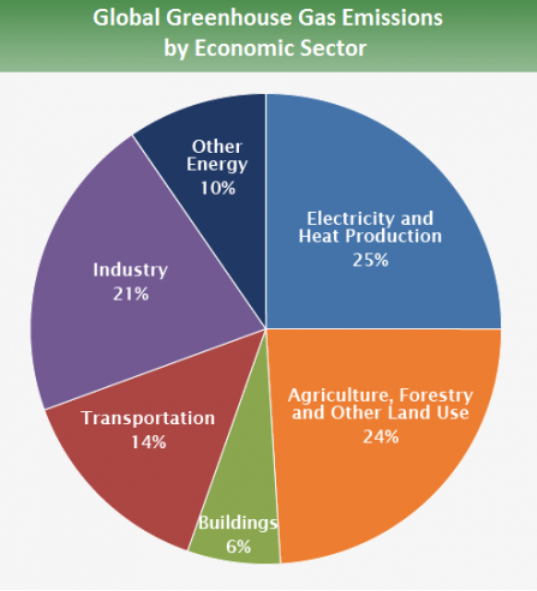 Global Greenhouse Gas Emissions
by Economic Sector
Other
Energy
10%
Electricity and
Heat Production
25%
Industry
21%
Agriculture, Forestry
and Other Land Use
24%
Transportation
14%
Buildings
6%